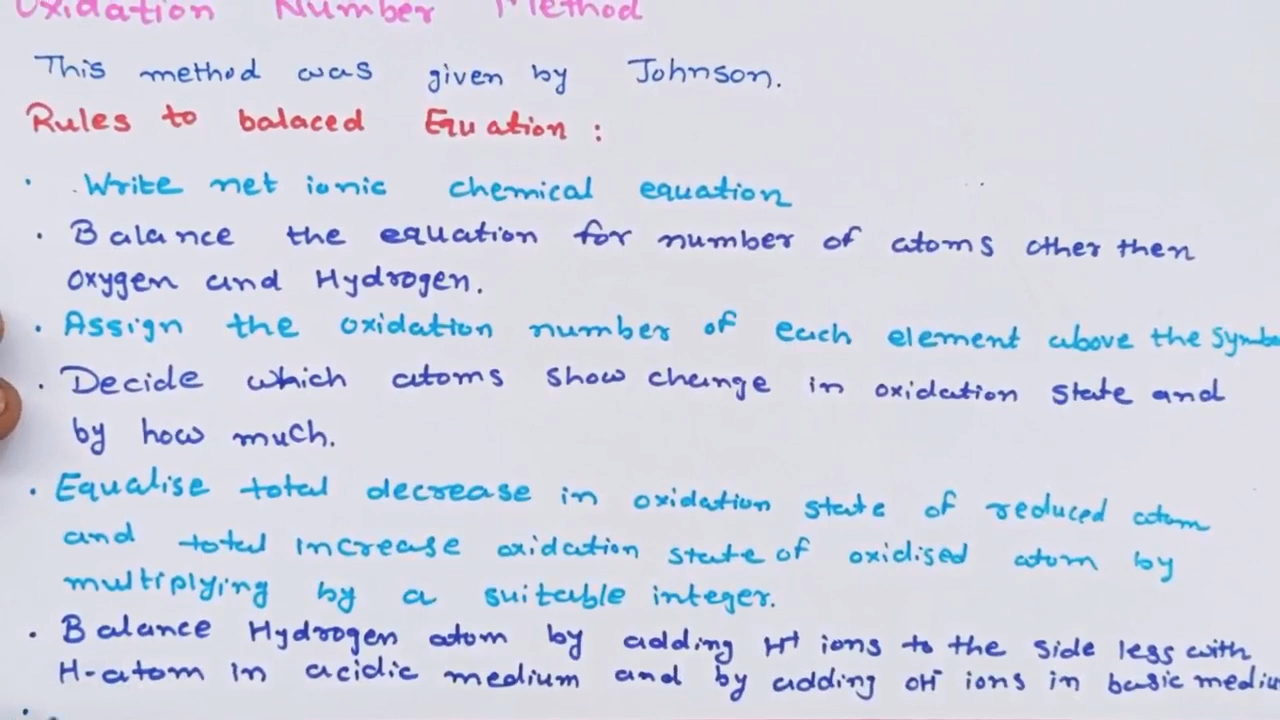 Oxidation Number Method
This method was given by Johnson.
Rules to balaced Equation :
. Write net ionic chemical equation
. Balance the equation for number of atoms other then
oxygen and Hydrogen.
. Assign the oxidation number of each element above the Symbo
. Decide which atoms show change in oxidation state and
by how much.
. Equalise total decrease in oxidation state of reduced atom
and total increase oxidation state of oxidised atom by
multiplying by a suitable integer.
. Balance Hydrogen atom by adding H⁺ ions to the side less with
H-atom in acidic medium and by adding OH⁻ ions in basic mediu